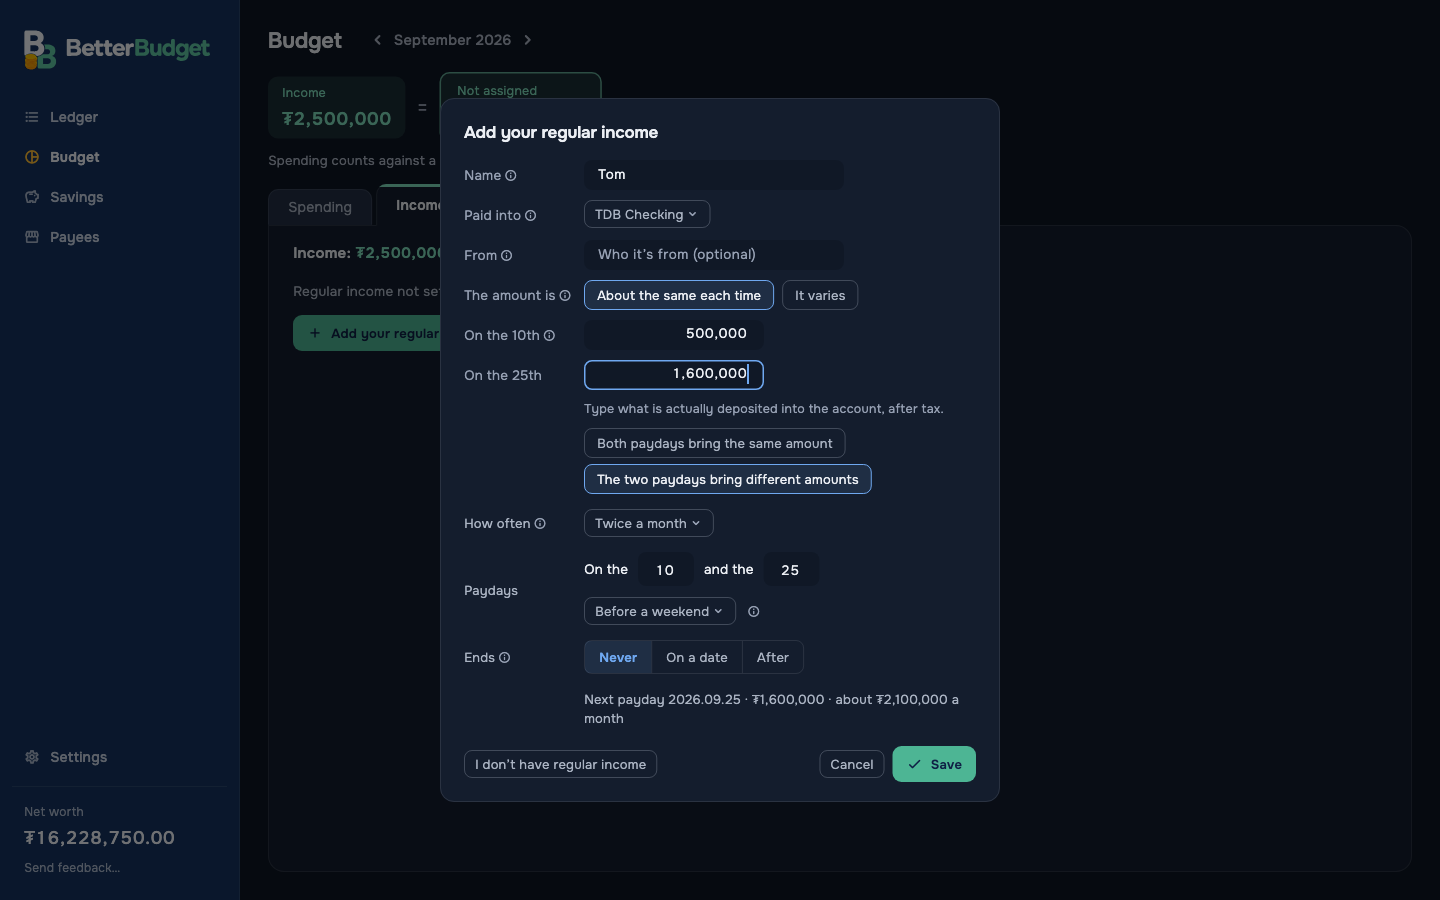 BetterBudget
Ledger
Budget
Savings
Payees
Settings
Net worth
₮16,228,750.00
Send feedback...
Budget
September 2026
Income
₮2,500,000
=
Not assigned
Spending counts against a
Spending
Income
Income: ₮2,500,000
Regular income not set
+ Add your regular
Add your regular income
Name
Tom
Paid into
TDB Checking
From
Who it's from (optional)
The amount is
About the same each time
It varies
On the 10th
500,000
On the 25th
1,600,000
Type what is actually deposited into the account, after tax.
Both paydays bring the same amount
The two paydays bring different amounts
How often
Twice a month
Paydays
On the 10 and the 25
Before a weekend
Ends
Never
On a date
After
Next payday 2026.09.25 · ₮1,600,000 · about ₮2,100,000 a
month
I don't have regular income
Cancel
Save